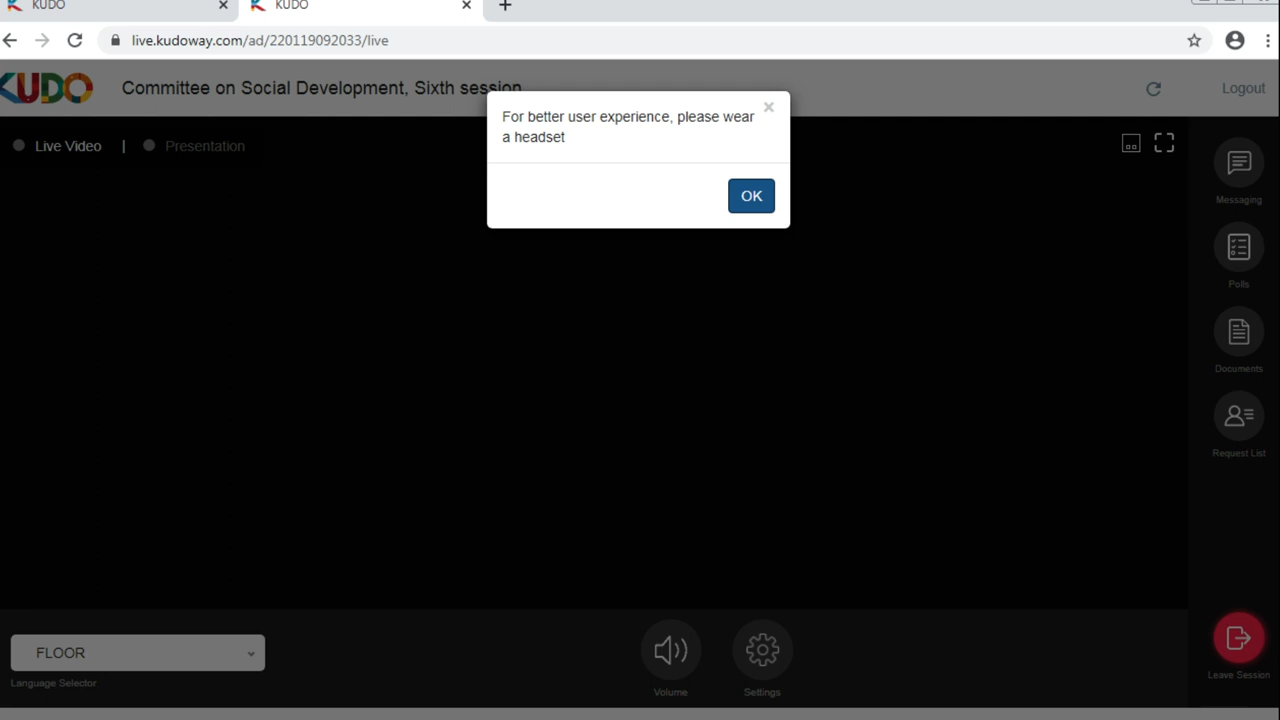 KUDO
KUDO
live.kudoway.com/ad/220119092033/live
KUDO
Committee on Social Development, Sixth session
Logout
For better user experience, please wear
a headset
OK
Live Video | Presentation
Messaging
Polls
Documents
Request List
FLOOR
Language Selector
Volume
Settings
Leave Session